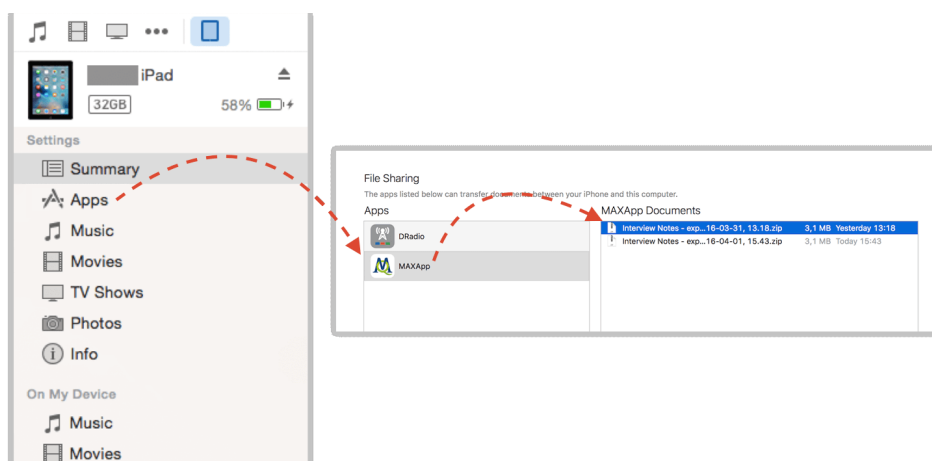 iPad
32GB
58%
Settings
Summary
Apps
Music
Movies
TV Shows
Photos
Info
On My Device
Music
Movies
File Sharing
The apps listed below can transfer documents between your iPhone and this computer.
Apps
DRadio
MAXApp
MAXApp Documents
Interview Notes - exp...16-03-31, 13.18.zip 3,1 MB Yesterday 13:18
Interview Notes - exp...16-04-01, 15.43.zip 3,1 MB Today 15:43